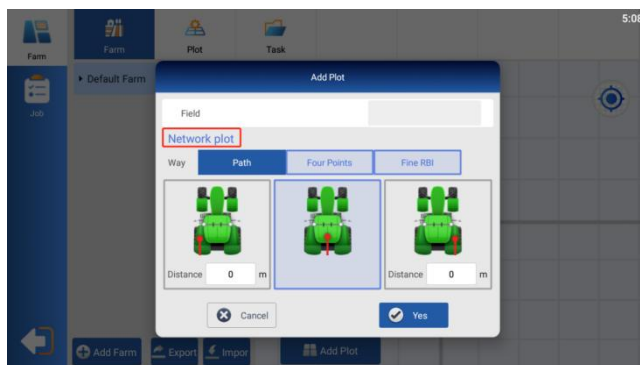 5:08
Farm
Plot
Task
Farm
Default Farm
Job
Add Plot
Field
Network plot
Way
Path
Four Points
Fine RBI
Distance 0 m
Distance 0 m
Cancel
Yes
Add Farm
Export
Impor
Add Plot